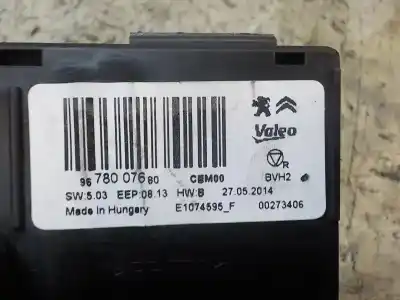 Valeo
R
96 780 076 80 CEM00 BVH2
SW:5.03 EEP:08.13 HW:B 27.05.2014
Made in Hungary E1074595_F 00273406